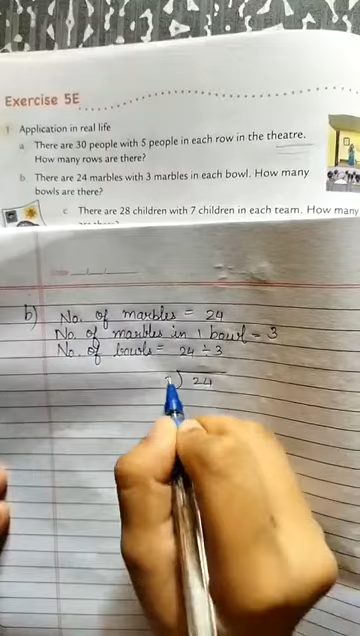 Exercise 5E
1 Application in real life
a There are 30 people with 5 people in each row in the theatre.
How many rows are there?
b There are 24 marbles with 3 marbles in each bowl. How many
bowls are there?
c There are 28 children with 7 children in each team. How many
b) No. of marbles = 24
No. of marbles in 1 bowl = 3
No. of bowls = 24 ÷ 3
) 24